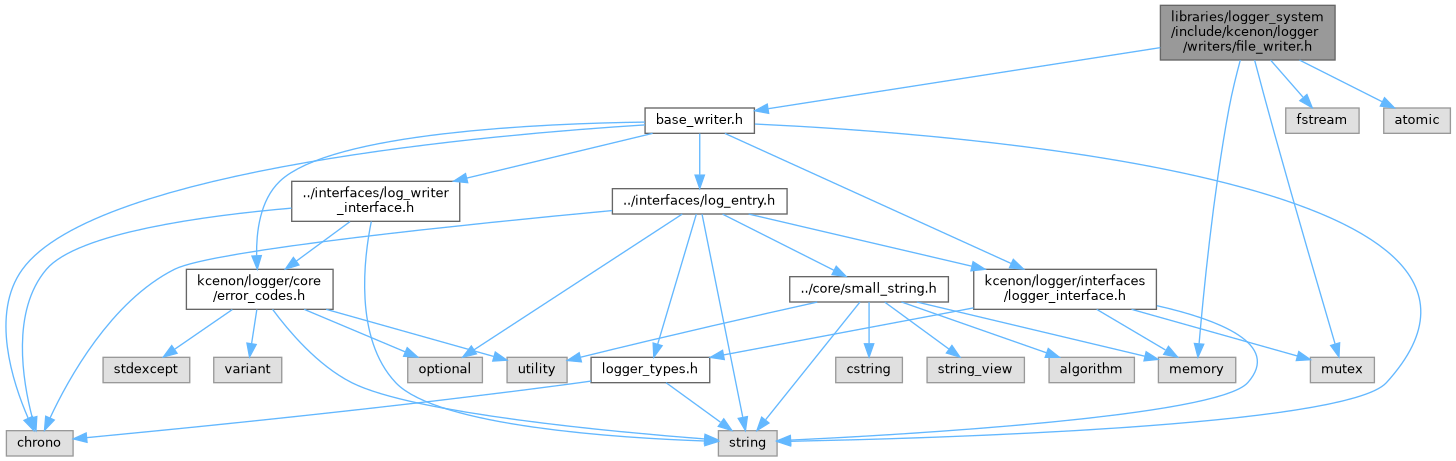 libraries/logger_system
/include/kcenon/logger
/writers/file_writer.h
base_writer.h
fstream
atomic
../interfaces/log_writer
_interface.h
../interfaces/log_entry.h
kcenon/logger/core
/error_codes.h
../core/small_string.h
kcenon/logger/interfaces
/logger_interface.h
stdexcept
variant
optional
utility
logger_types.h
cstring
string_view
algorithm
memory
mutex
chrono
string